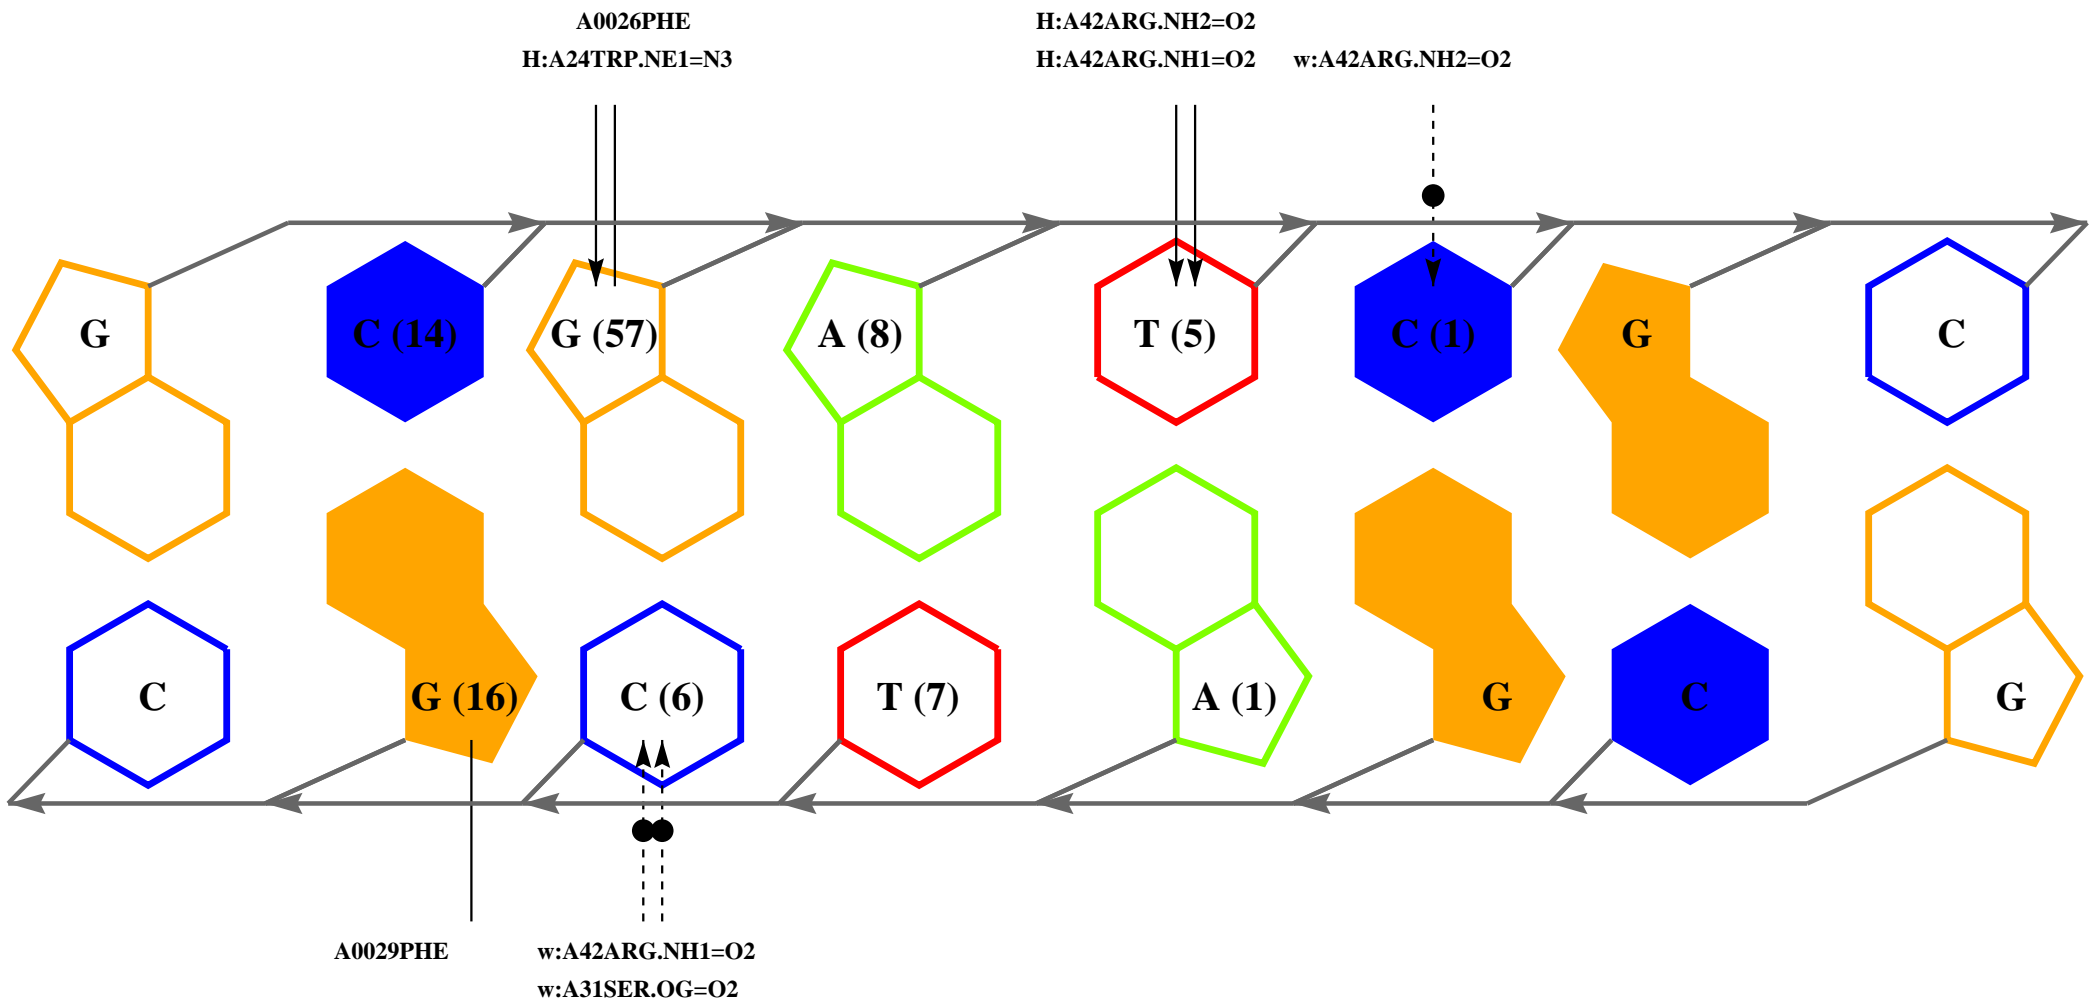 A0026PHE
H:A24TRP.NE1=N3
H:A42ARG.NH2=O2
H:A42ARG.NH1=O2
w:A42ARG.NH2=O2
G C (14) G (57) A (8) T (5) C (1) G C
C G (16) C (6) T (7) A (1) G C G
A0029PHE
w:A42ARG.NH1=O2
w:A31SER.OG=O2